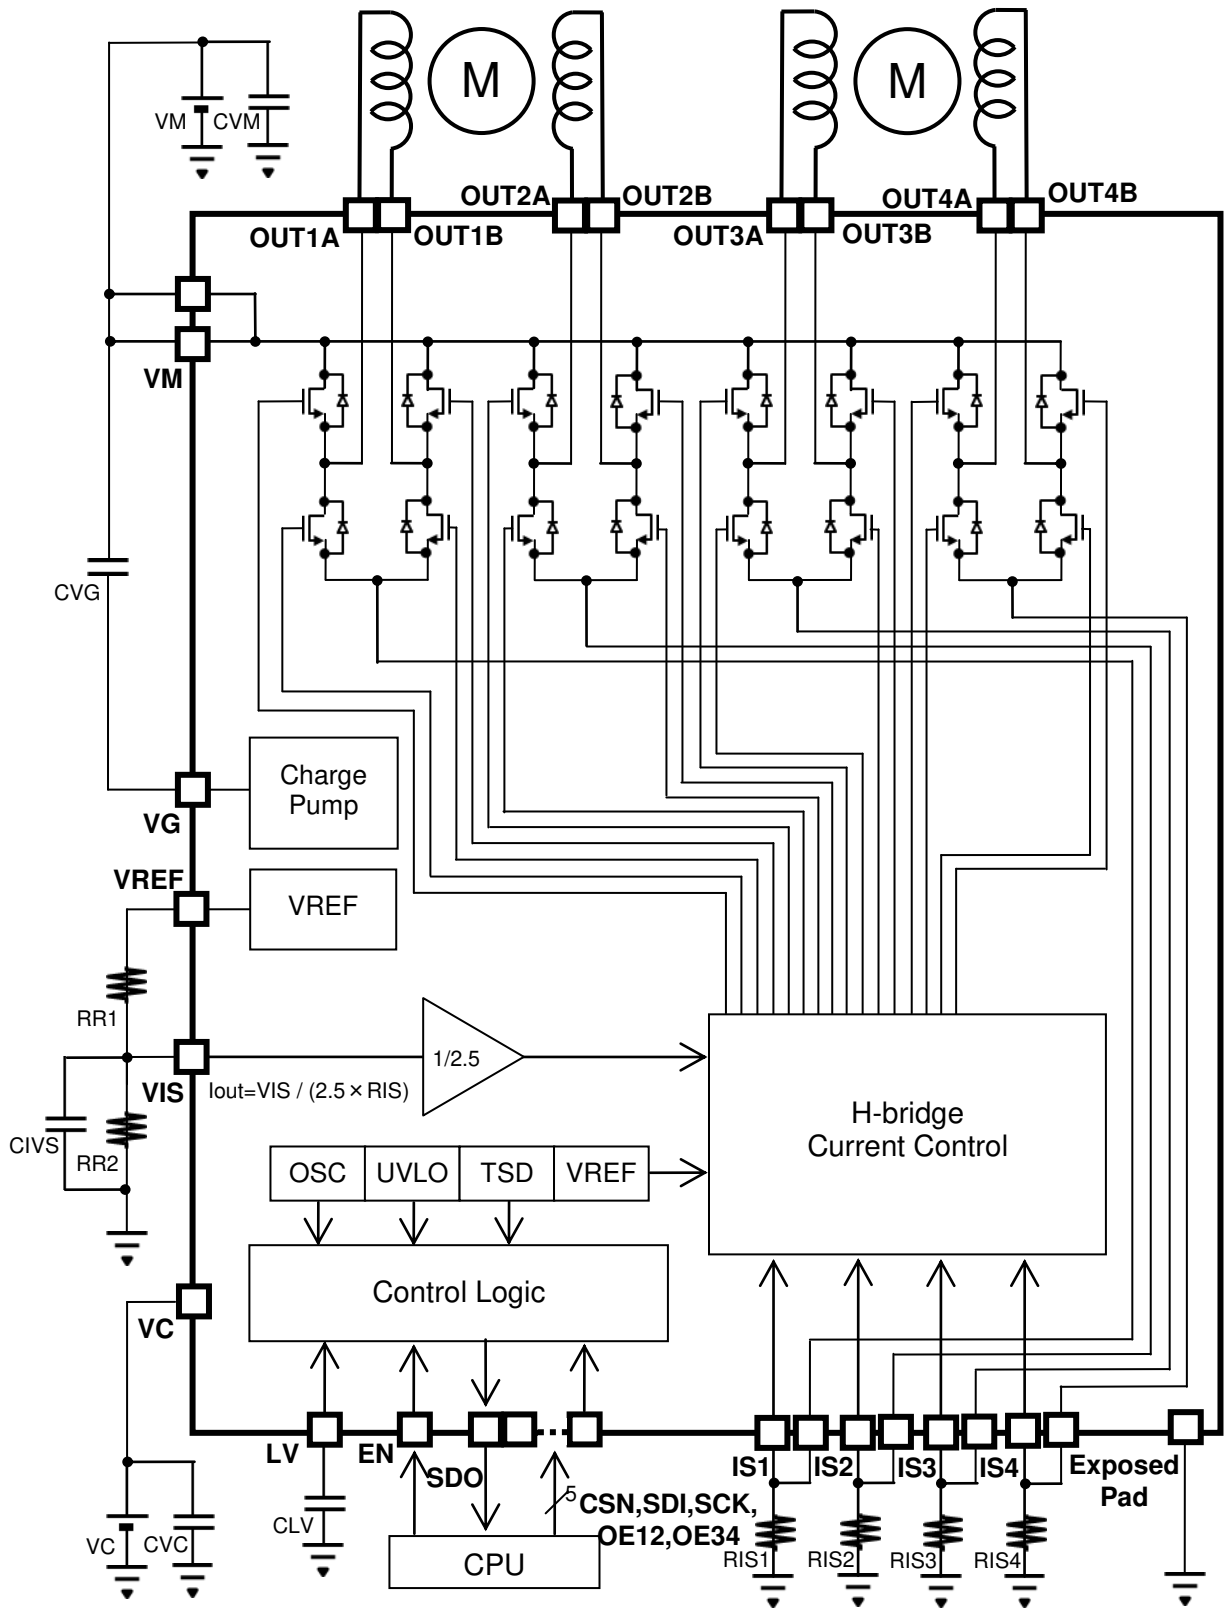 M
M
VM
CVM
OUT2A
OUT2B
OUT4A
OUT4B
OUT1A
OUT1B
OUT3A
OUT3B
VM
CVG
Charge
Pump
VG
VREF
VREF
RR1
1/2.5
VIS
Iout=VIS / (2.5×RIS)
H-bridge
Current Control
CIVS
RR2
OSC
UVLO
TSD
VREF
Control Logic
VC
LV
EN
SDO
IS1
IS2
IS3
IS4
Exposed
Pad
5
CSN,SDI,SCK,
OE12,OE34
CLV
VC
CVC
CPU
RIS1
RIS2
RIS3
RIS4